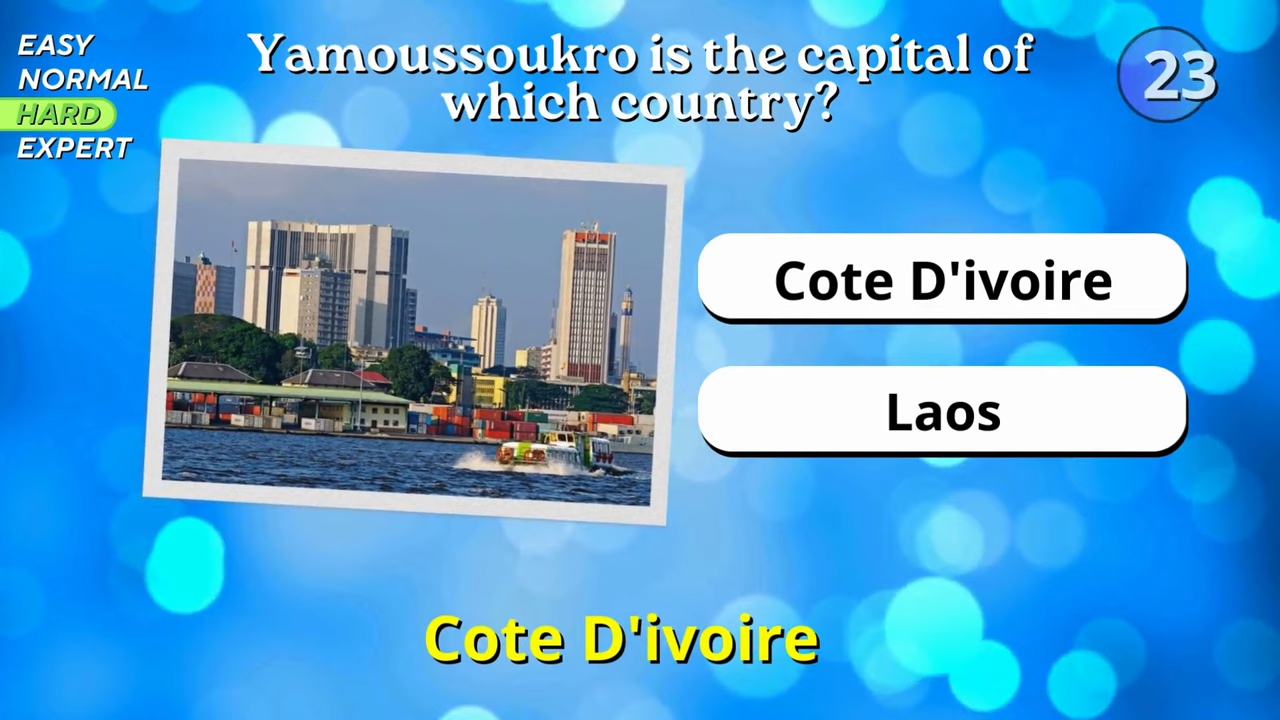 EASY
NORMAL
HARD
EXPERT
Yamoussoukro is the capital of
which country?
23
Cote D'ivoire
Laos
Cote D'ivoire